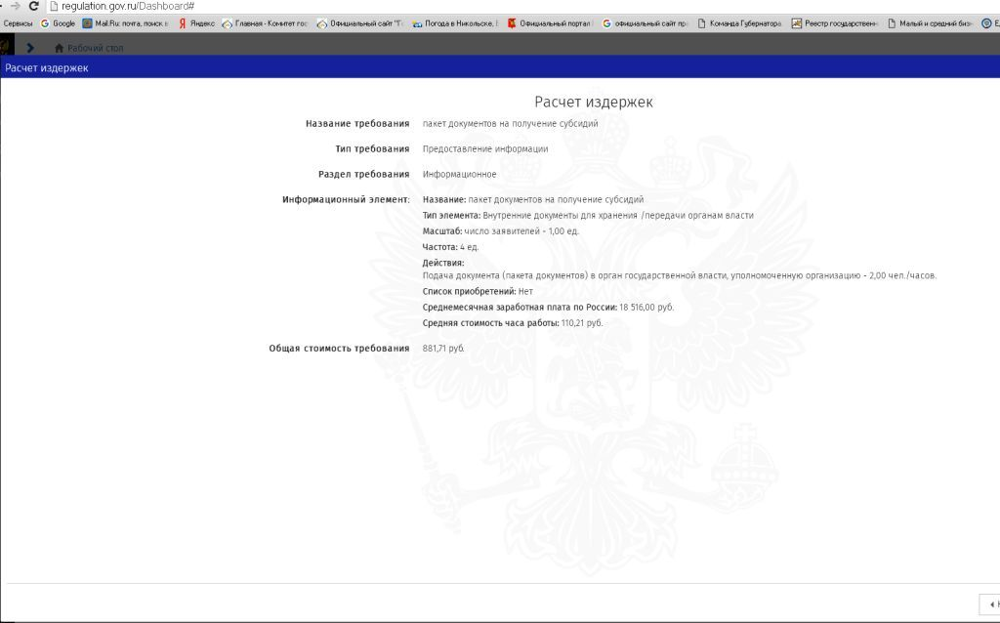 regulation.gov.ru/Dashboard#
Сервисы Google Mail.Ru: почта, поиск в Яндекс Главная - Комитет гос Официальный сайт "Г Погода в Никольске, Официальный портал официальный сайт пра Команда Губернатора. Реестр государственн Малый и средний бизн
Рабочий стол
Расчет издержек
Расчет издержек
Название требования пакет документов на получение субсидий
Тип требования Предоставление информации
Раздел требования Информационное
Информационный элемент: Название: пакет документов на получение субсидий
Тип элемента: Внутренние документы для хранения /передачи органам власти
Масштаб: число заявителей - 1,00 ед.
Частота: 4 ед.
Действия:
Подача документа (пакета документов) в орган государственной власти, уполномоченную организацию - 2,00 чел./часов.
Список приобретений: Нет
Среднемесячная заработная плата по России: 18 516,00 руб.
Средняя стоимость часа работы: 110,21 руб.
Общая стоимость требования 881,71 руб.